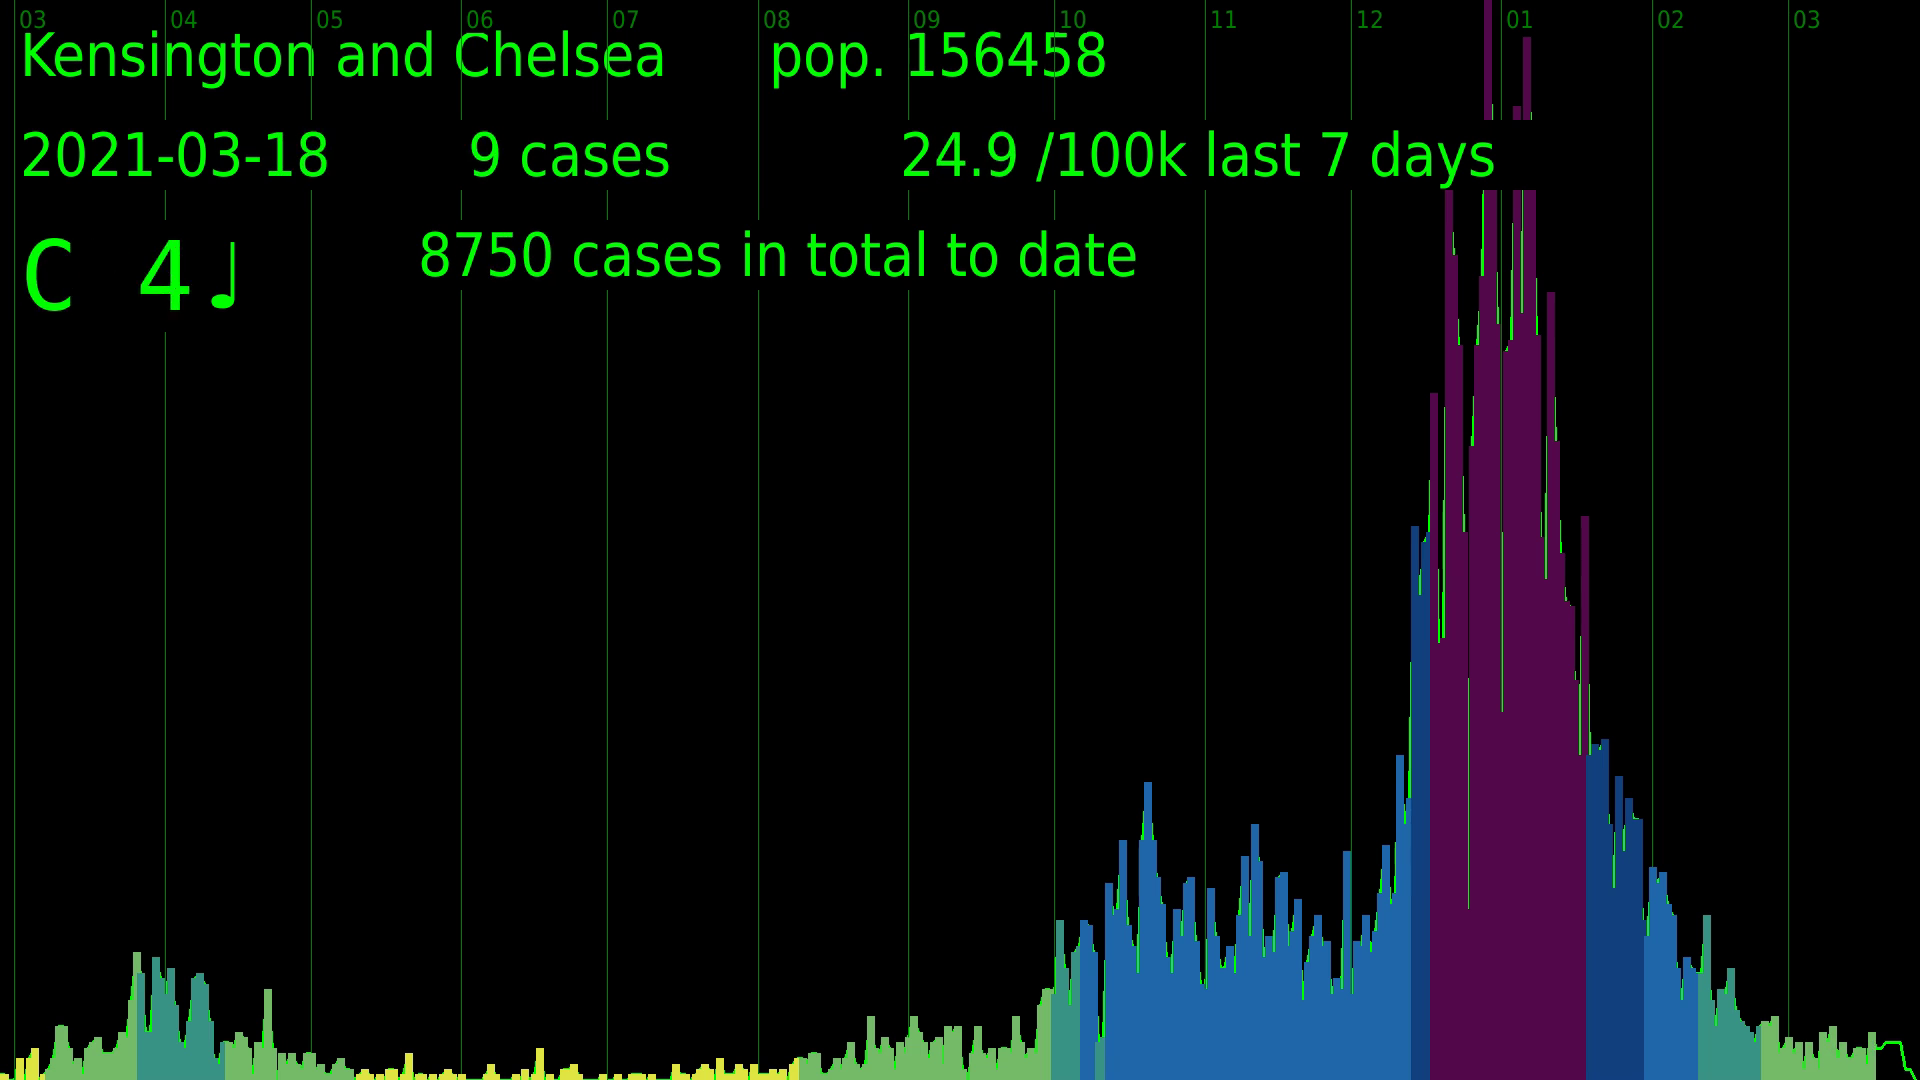 03 04 05 06 07 08 09 10 11 12 01 02 03
Kensington and Chelsea pop. 156458
2021-03-18 9 cases 24.9 /100k last 7 days
C 4♩ 8750 cases in total to date